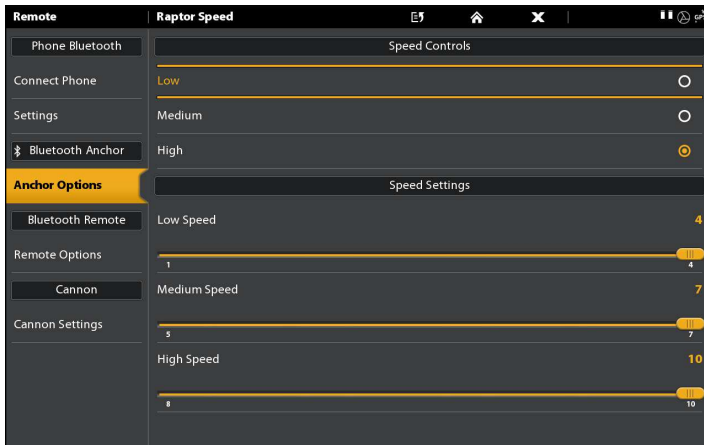 Remote
Raptor Speed
GPS
Phone Bluetooth
Connect Phone
Settings
Bluetooth Anchor
Anchor Options
Bluetooth Remote
Remote Options
Cannon
Cannon Settings
Speed Controls
Low
Medium
High
Speed Settings
Low Speed 4
1 4
Medium Speed 7
5 7
High Speed 10
8 10